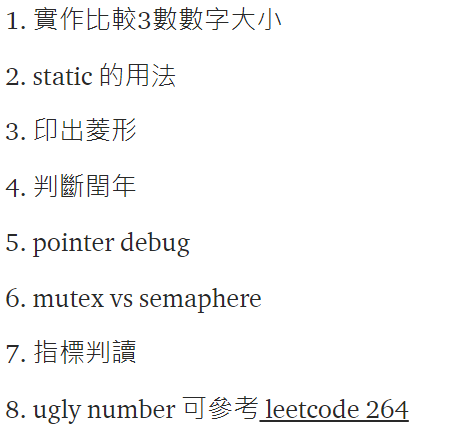 1. 實作比較3數數字大小
2. static 的用法
3. 印出菱形
4. 判斷閏年
5. pointer debug
6. mutex vs semaphere
7. 指標判讀
8. ugly number 可參考 leetcode 264